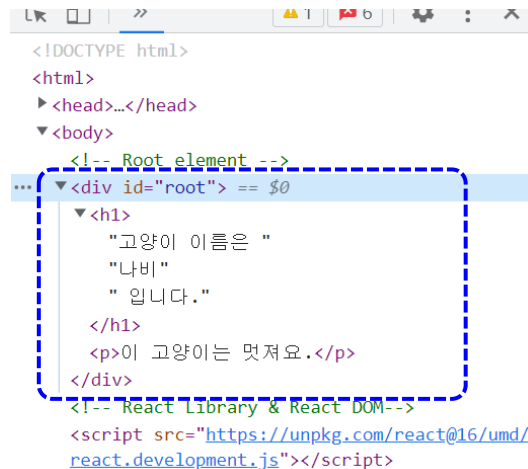 1 6
<!DOCTYPE html>
<html>
<head>…</head>
<body>
<!-- Root element -->
<div id="root"> == $0
<h1>
"고양이 이름은 "
"나비"
" 입니다."
</h1>
<p>이 고양이는 멋져요.</p>
</div>
<!-- React Library & React DOM-->
<script src="https://unpkg.com/react@16/umd/
react.development.js"></script>